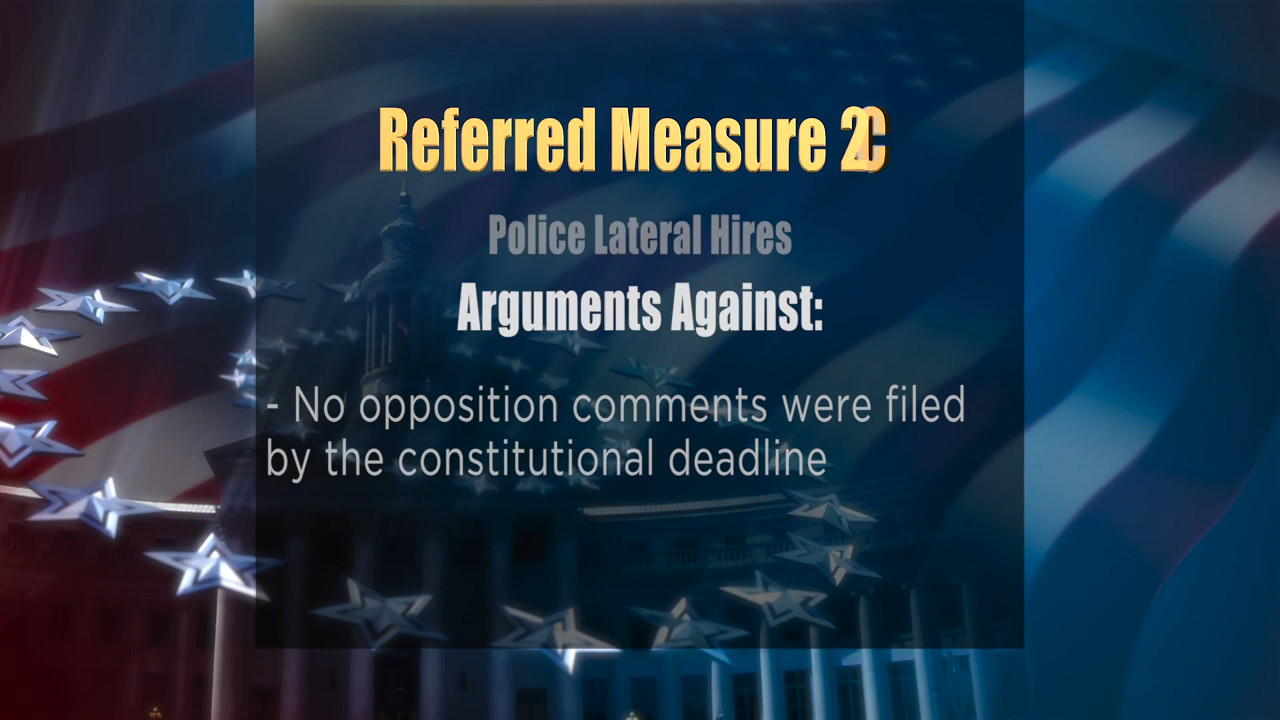 Referred Measure 2C
Police Lateral Hires
Arguments Against:
- No opposition comments were filed
by the constitutional deadline